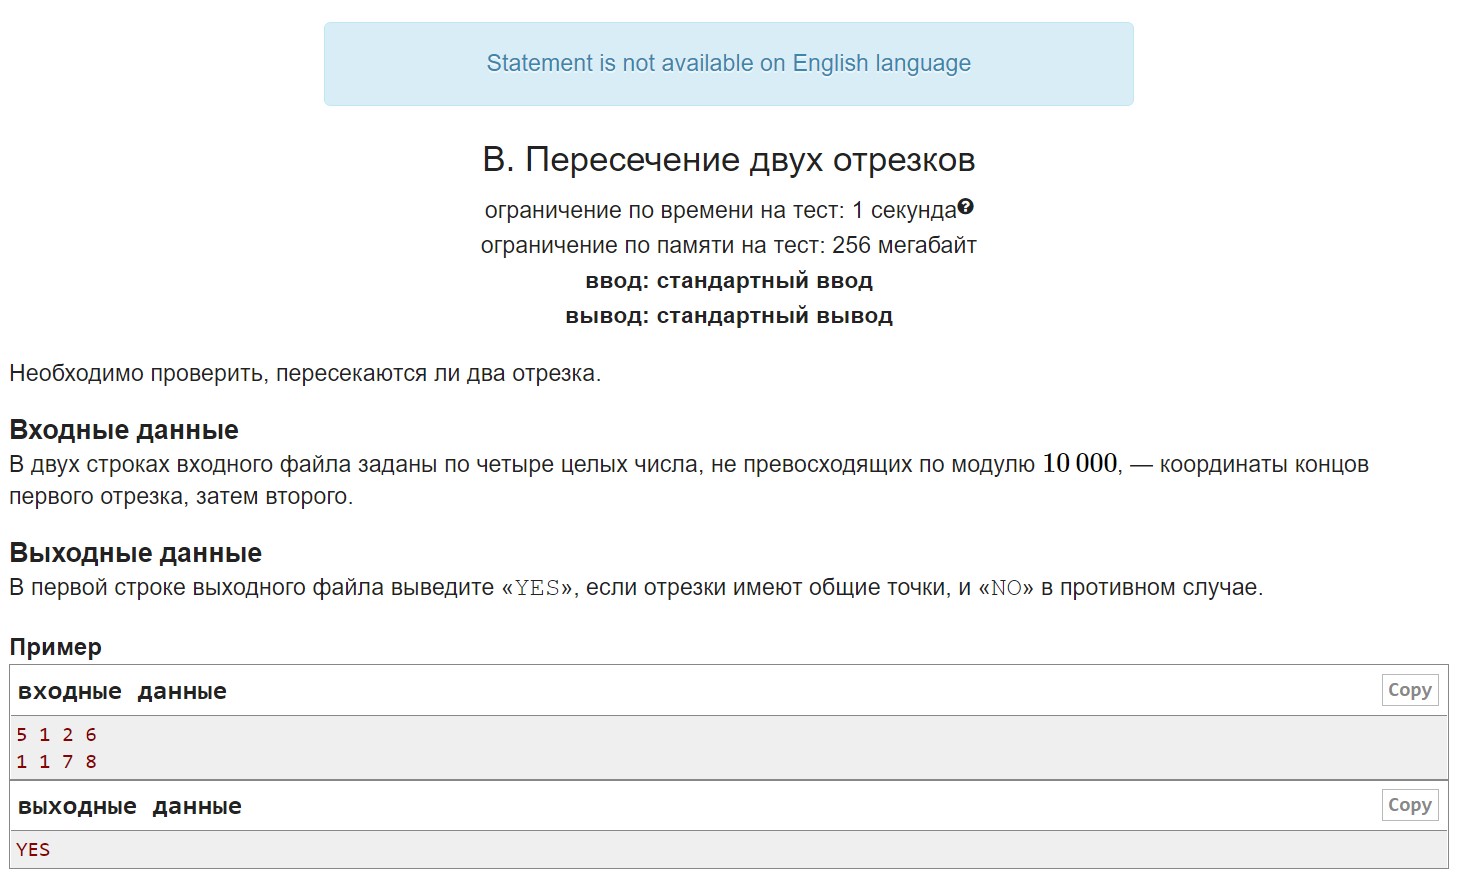 Statement is not available on English language
B. Пересечение двух отрезков
ограничение по времени на тест: 1 секунда
ограничение по памяти на тест: 256 мегабайт
ввод: стандартный ввод
вывод: стандартный вывод
Необходимо проверить, пересекаются ли два отрезка.
Входные данные
В двух строках входного файла заданы по четыре целых числа, не превосходящих по модулю 10 000, — координаты концов
первого отрезка, затем второго.
Выходные данные
В первой строке выходного файла выведите «YES», если отрезки имеют общие точки, и «NO» в противном случае.
Пример
входные данные
Copy
5 1 2 6
1 1 7 8
выходные данные
Copy
YES